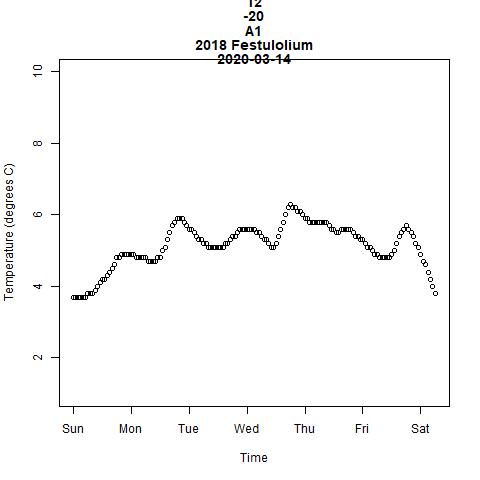 12
-20
A1
2018 Festulolium
2020-03-14
Temperature (degrees C)
10
8
6
4
2
Sun Mon Tue Wed Thu Fri Sat
Time